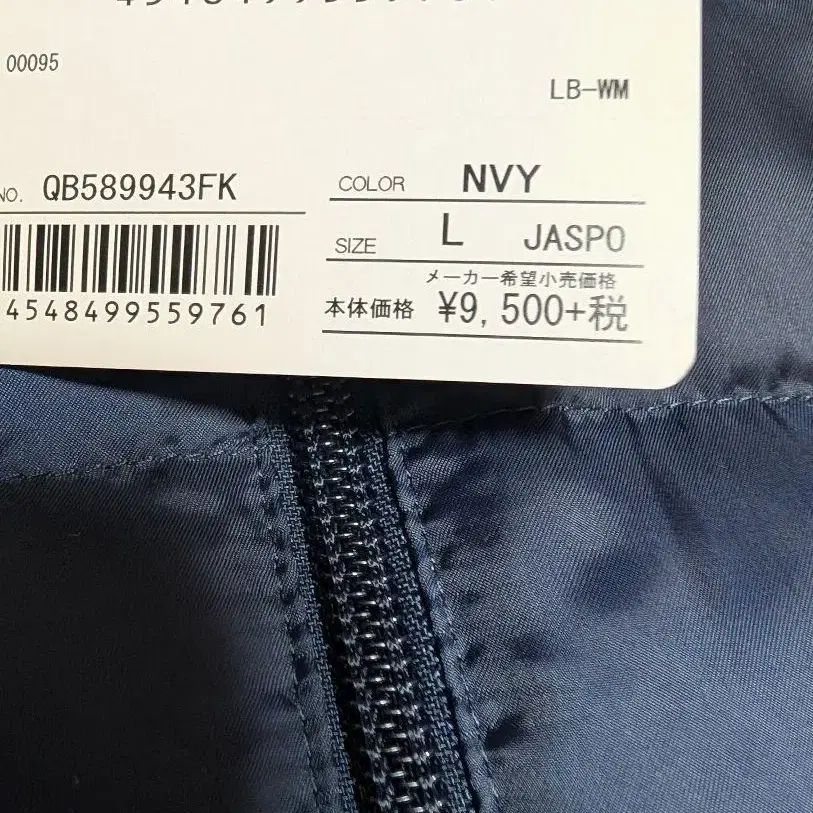 00095
LB-WM
NO. QB589943FK
COLOR NVY
SIZE L JASPO
4548499559761
メーカー希望小売価格
本体価格 ¥9,500+税